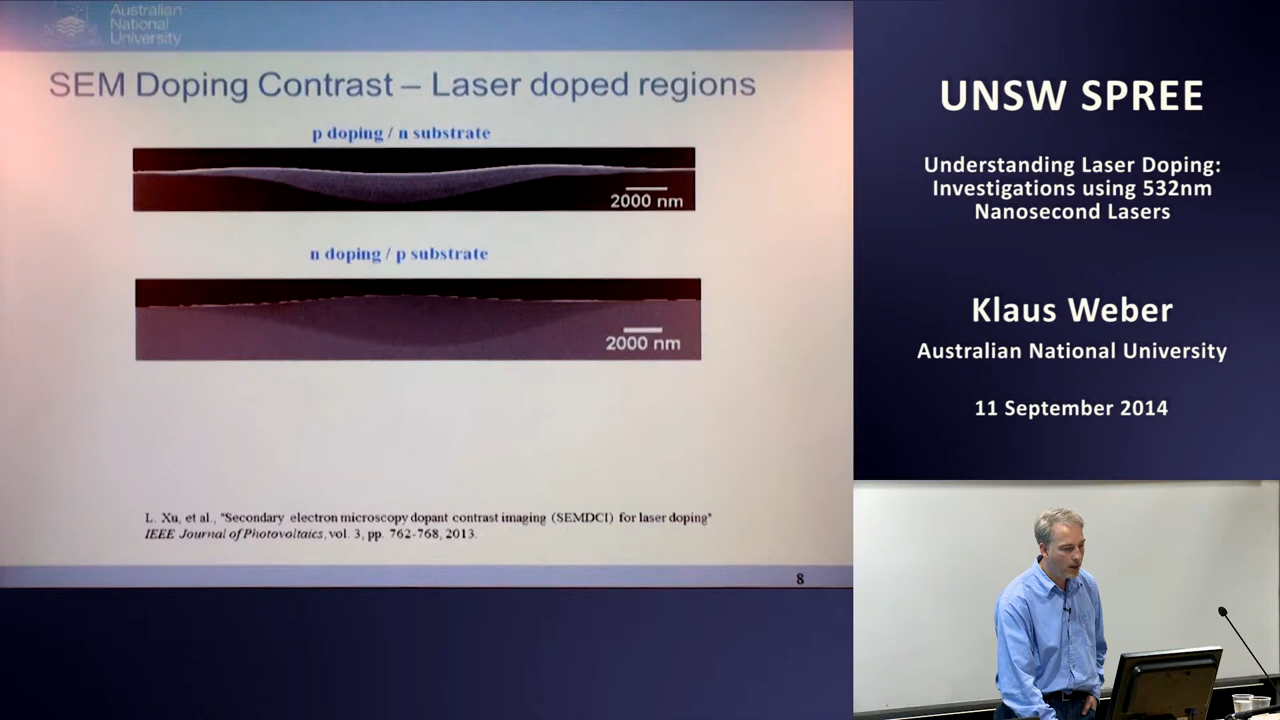 Australian
National
University
SEM Doping Contrast – Laser doped regions
p doping / n substrate
2000 nm
n doping / p substrate
2000 nm
L. Xu, et al., "Secondary electron microscopy dopant contrast imaging (SEMDCI) for laser doping"
IEEE Journal of Photovoltaics, vol. 3, pp. 762-768, 2013.
8
UNSW SPREE
Understanding Laser Doping:
Investigations using 532nm
Nanosecond Lasers
Klaus Weber
Australian National University
11 September 2014